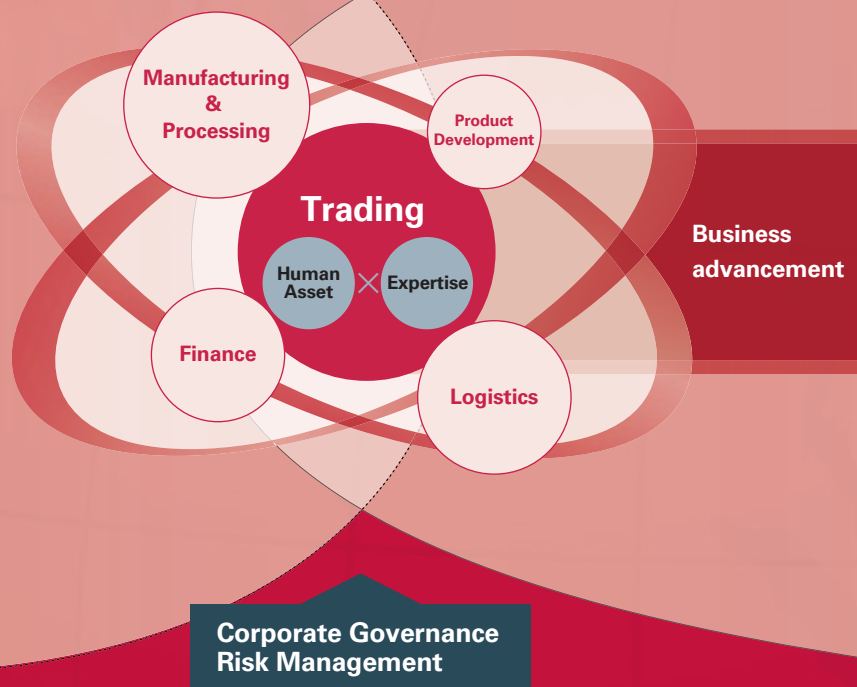 Manufacturing
&
Processing
Product
Development
Trading
Human
Asset
Expertise
Business
advancement
Finance
Logistics
Corporate Governance
Risk Management